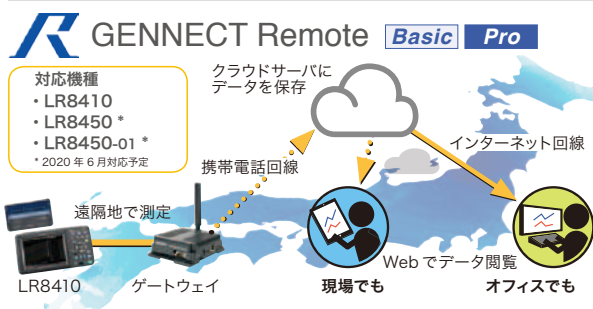 GENNECT Remote Basic Pro
対応機種
・LR8410
・LR8450 *
・LR8450-01 *
* 2020 年 6 月対応予定
クラウドサーバに
データを保存
インターネット回線
携帯電話回線
遠隔地で測定
Web でデータ閲覧
LR8410
ゲートウェイ
現場でも
オフィスでも